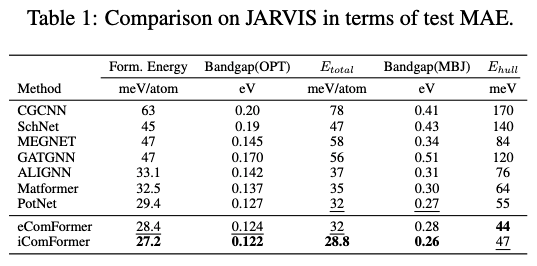 Table 1: Comparison on JARVIS in terms of test MAE.
Form. Energy Bandgap(OPT) E_total Bandgap(MBJ) E_hull
Method meV/atom eV meV/atom eV meV
CGCNN 63 0.20 78 0.41 170
SchNet 45 0.19 47 0.43 140
MEGNET 47 0.145 58 0.34 84
GATGNN 47 0.170 56 0.51 120
ALIGNN 33.1 0.142 37 0.31 76
Matformer 32.5 0.137 35 0.30 64
PotNet 29.4 0.127 32 0.27 55
eComFormer 28.4 0.124 32 0.28 44
iComFormer 27.2 0.122 28.8 0.26 47